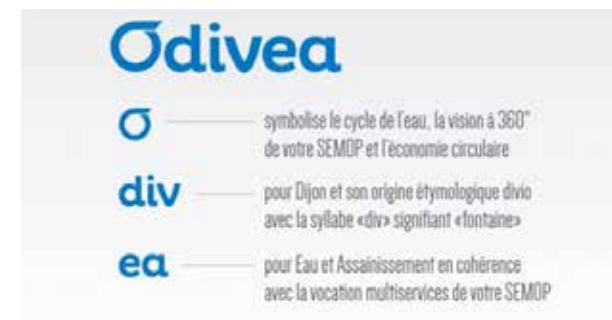 Odivea
O
symbolise le cycle de l'eau, la vision à 360°
de votre SEMOP et l'économie circulaire
div
pour Dijon et son origine étymologique divio
avec la syllabe «div» signifiant «fontaine»
ea
pour Eau et Assainissement en cohérence
avec la vocation multiservices de votre SEMOP